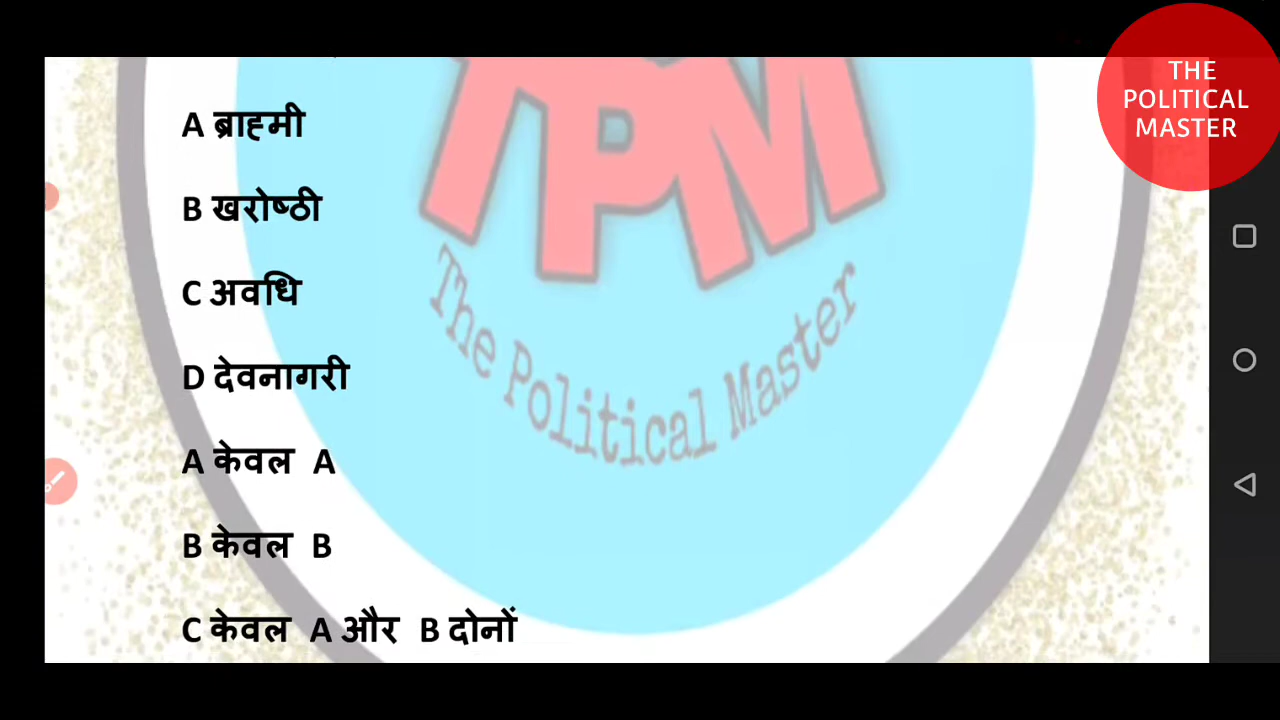 THE
POLITICAL
MASTER
TPM
The Political Master
A ब्राह्मी
B खरोष्ठी
C अवधि
D देवनागरी
A केवल A
B केवल B
C केवल A और B दोनों